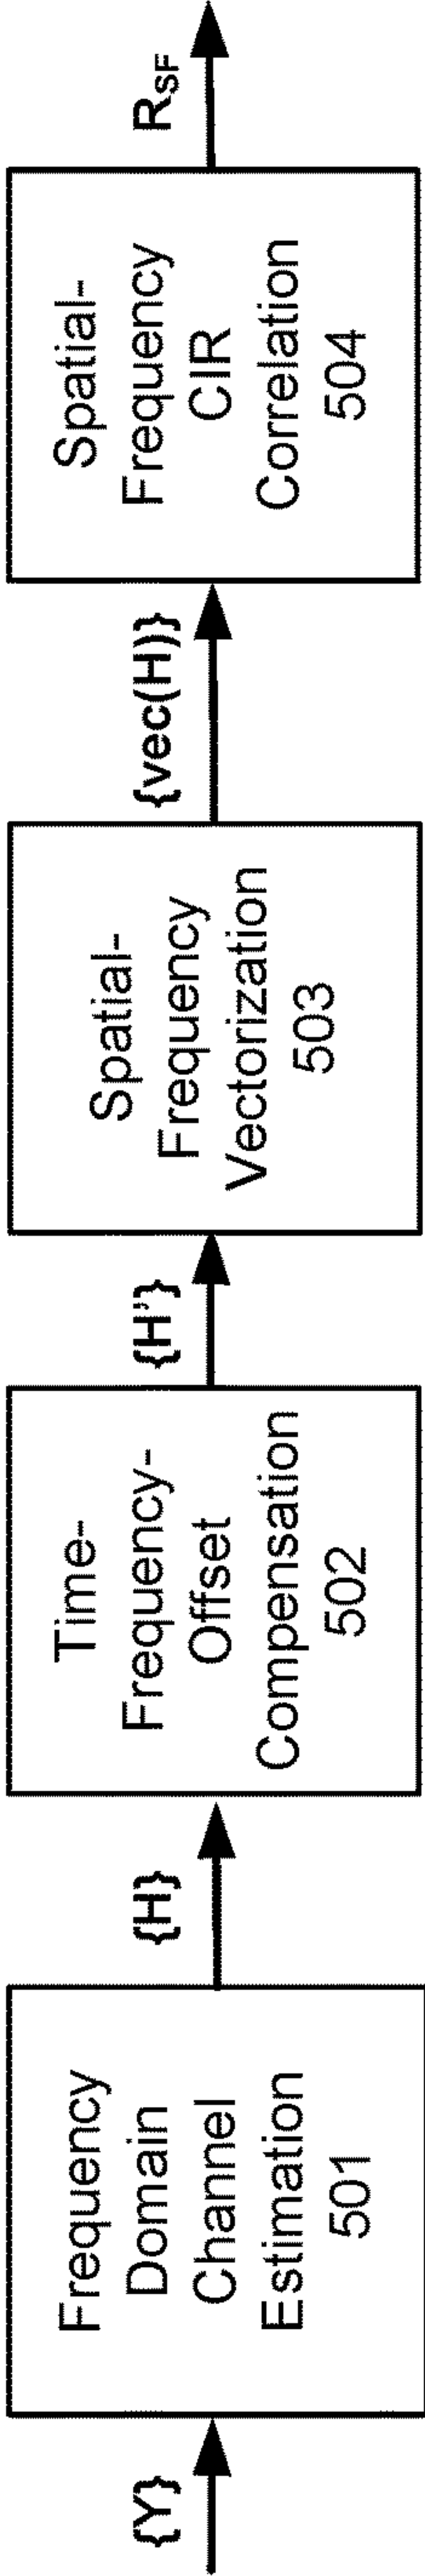 {Y}
Frequency
Domain
Channel
Estimation
501
{H}
Time-
Frequency-
Offset
Compensation
502
{H'}
Spatial-
Frequency
Vectorization
503
{vec(H)}
Spatial-
Frequency
CIR
Correlation
504
R_SF